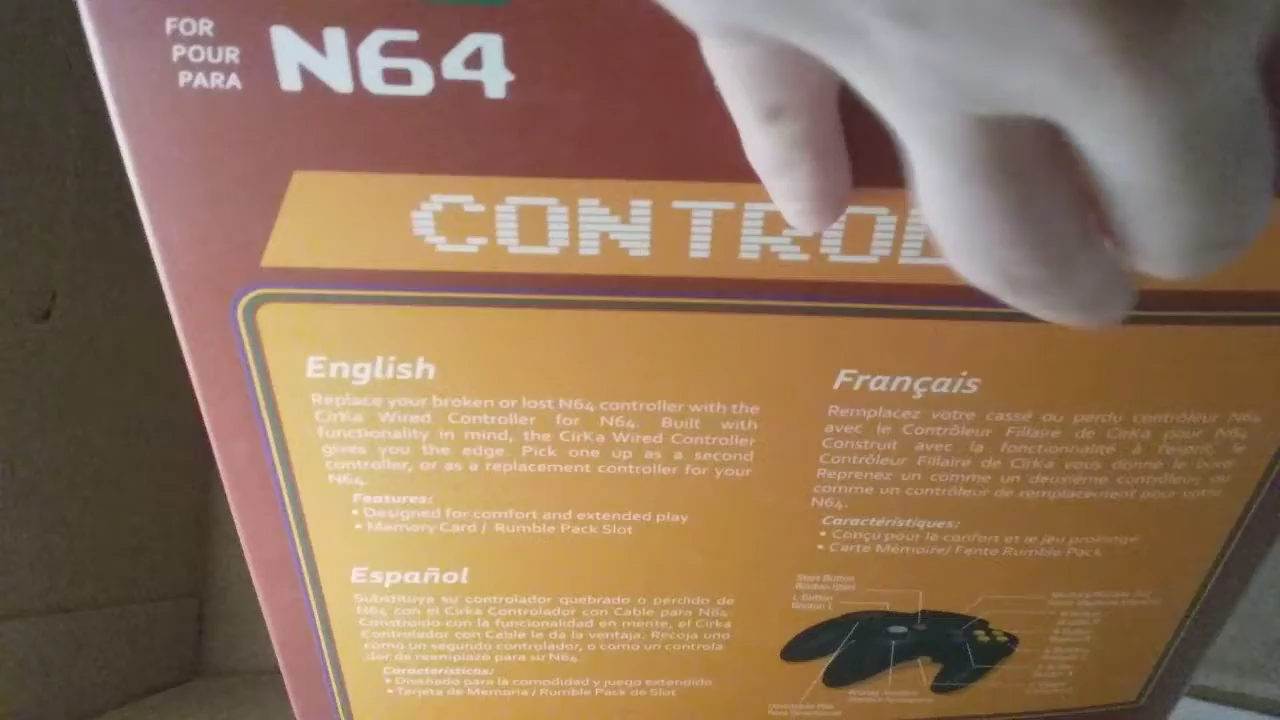 FOR
POUR
PARA
N64
CONTROL
English
Replace your broken or lost N64 controller with the
CirKa Wired Controller for N64. Built with
functionality in mind, the CirKa Wired Controller
gives you the edge. Pick one up as a second
controller, or as a replacement controller for your
N64.
Features:
• Designed for comfort and extended play
• Memory Card / Rumble Pack Slot
Français
Remplacez votre cassé ou perdu contrôleur N64
avec le Contrôleur Fillaire de CirKa pour N64
Construit avec la fonctionnalité à l'esprit, le
Contrôleur Fillaire de Cirka vous donne le bord
Reprenez un comme un deuxième contrôleur, ou
comme un contrôleur de remplacement pour votre
N64.
Caractéristiques:
• Conçu pour le confort et le jeu prolongé
• Carte Mémoire/ Fente Rumble Pack
Español
Substituya su controlador quebrado o perdido de
N64 con el Cirka Controlador con Cable para N64
Construido con la funcionalidad en mente, el Cirka
Controlador con Cable le da la ventaja. Recoja uno
como un segundo controlador, o como un controla
dor de reemplazo para su N64.
Características:
• Diseñado para la comodidad y juego extendido
• Tarjeta de Memoria / Rumble Pack de Slot
Start Button
L Button